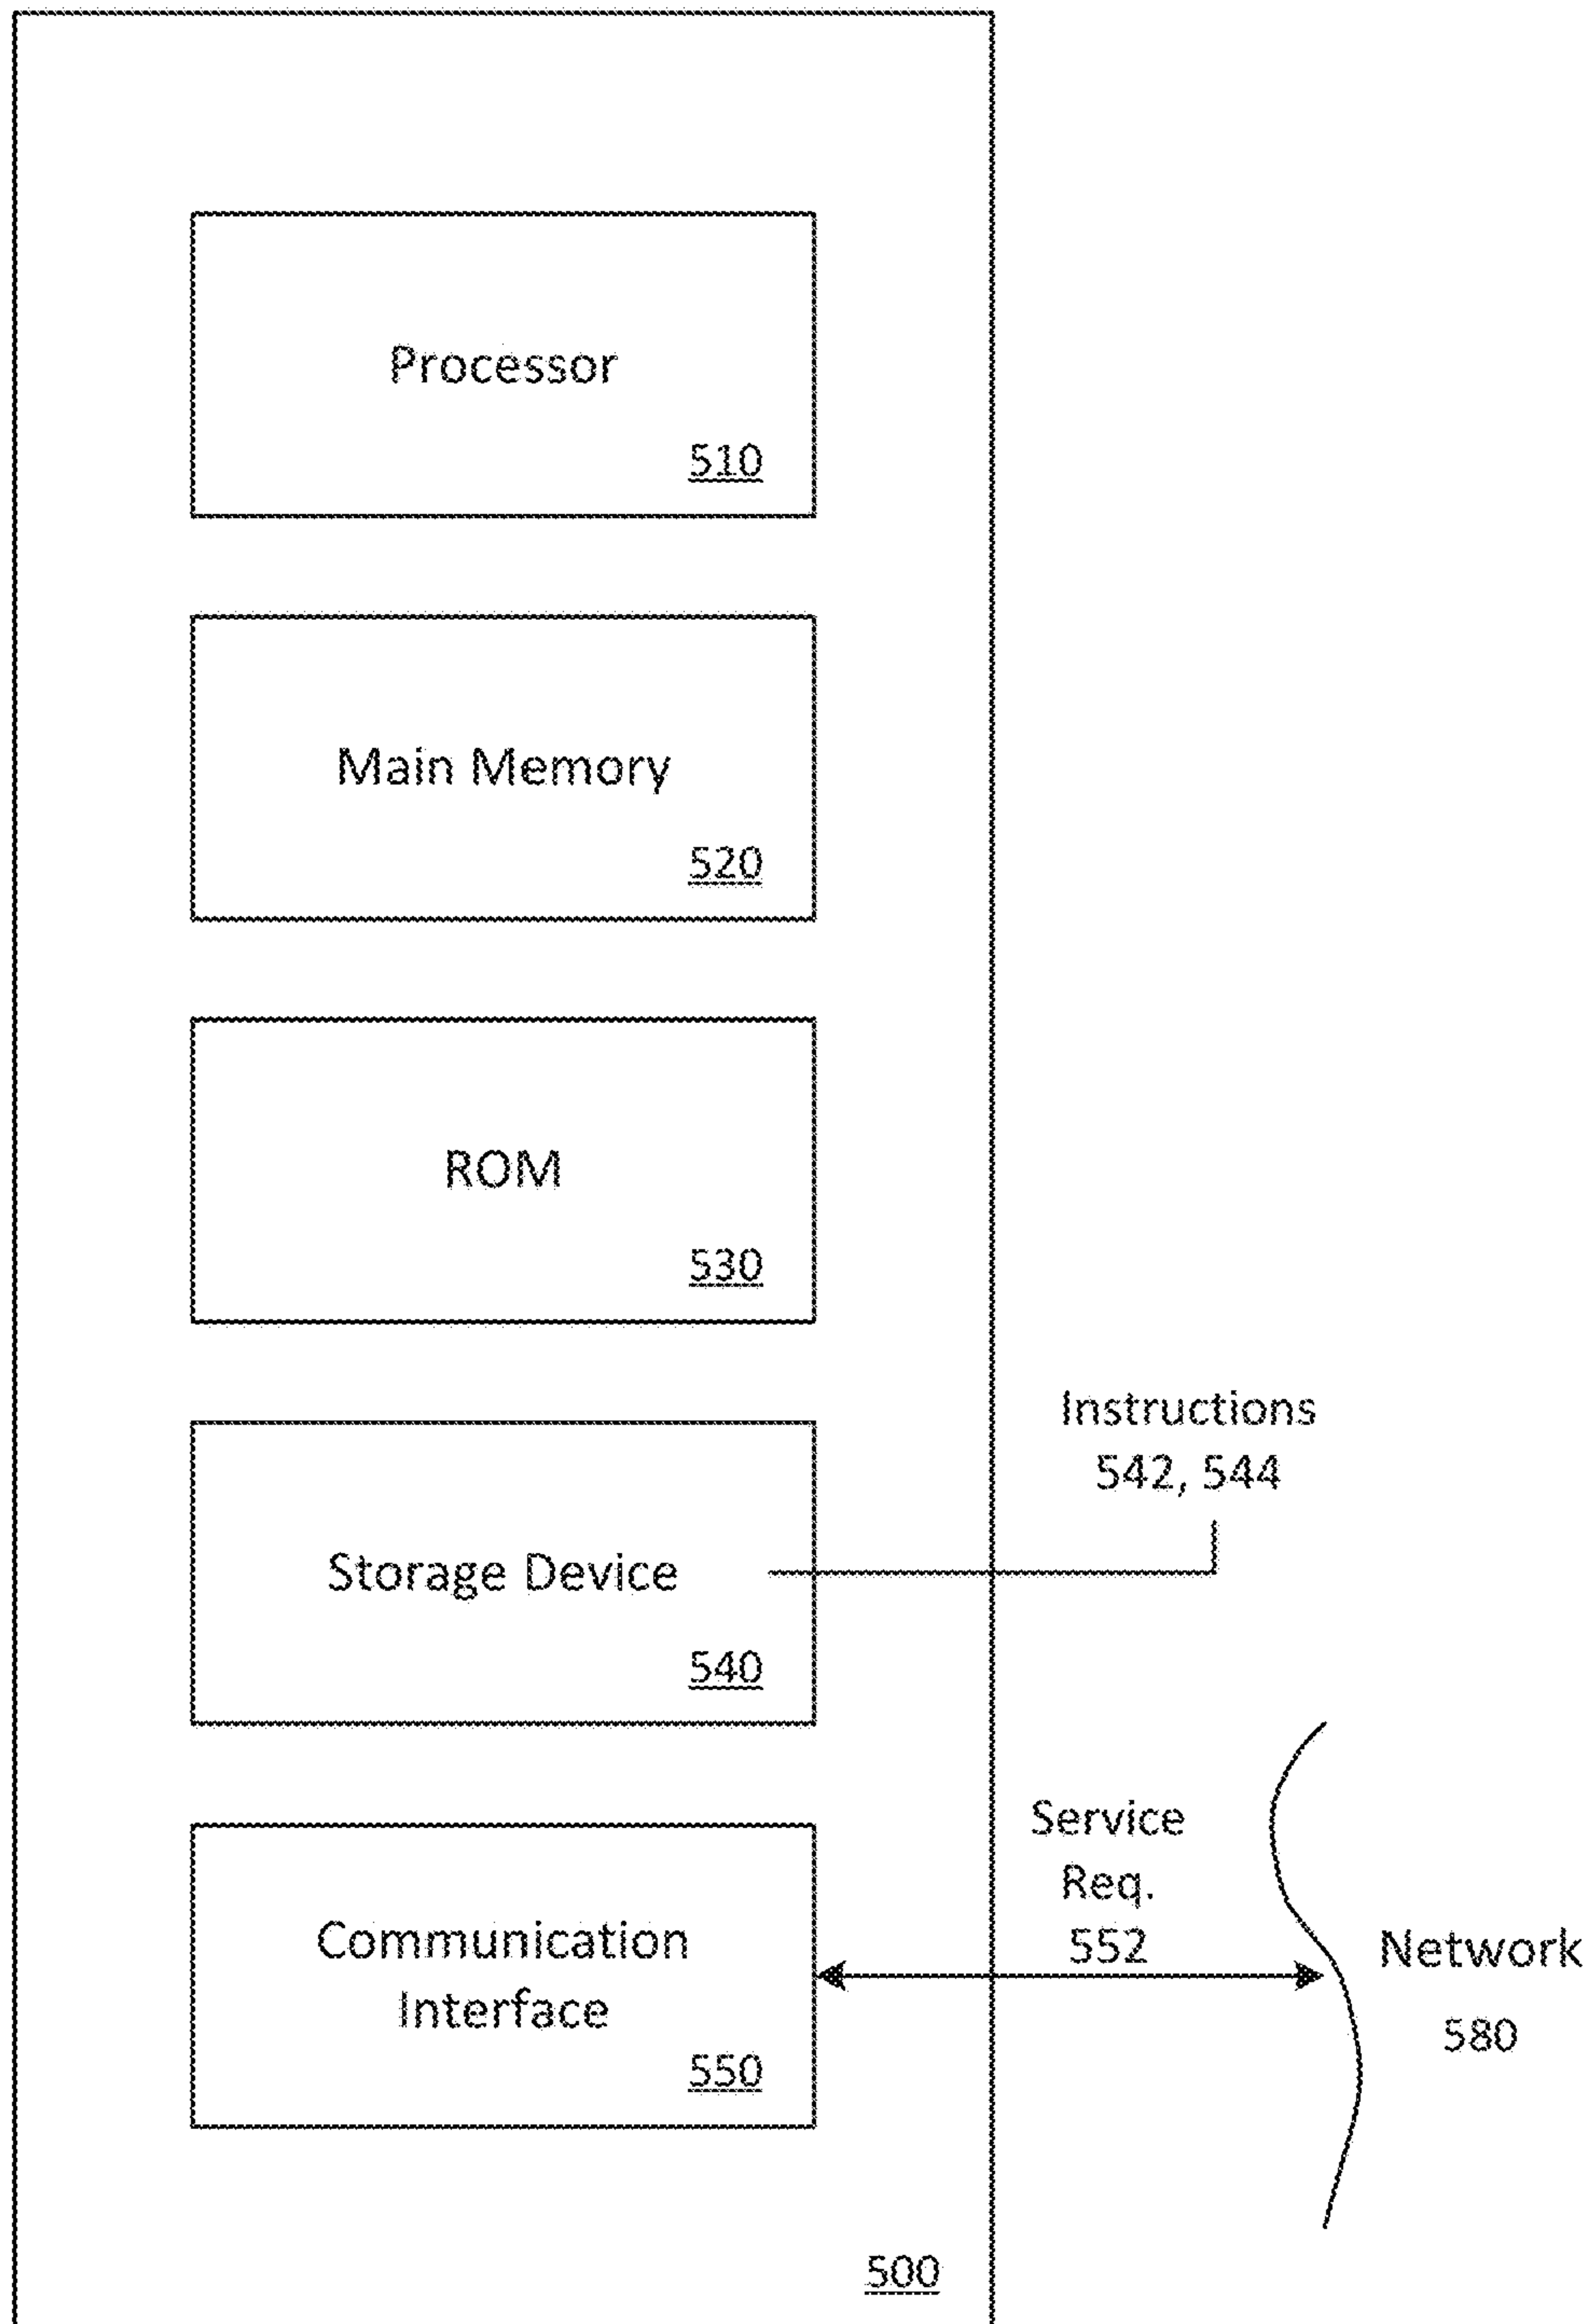 Processor
510
Main Memory
520
ROM
530
Instructions
542, 544
Storage Device
540
Service
Req.
552
Communication
Interface
550
Network
580
500